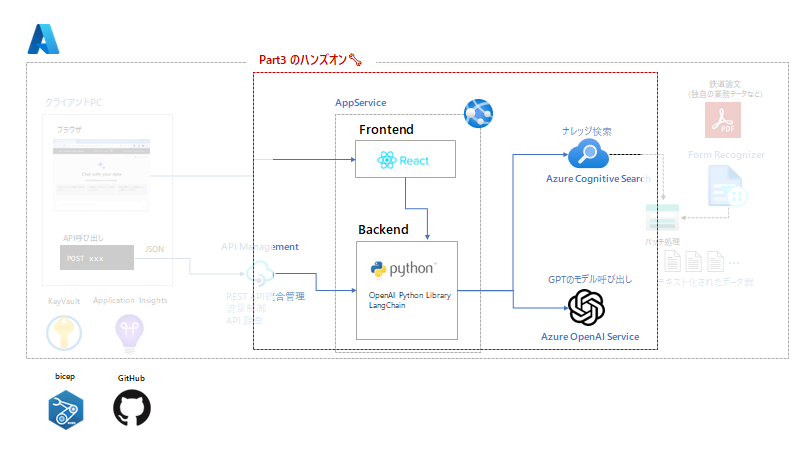 Part3 のハンズオン
クライアントPC
ブラウザ
Chat with your data
API呼び出し
JSON
POST xxx
API Management
REST API統合管理
流量制御
KeyVault
Application Insights
AppService
Frontend
React
Backend
python
OpenAI Python Library
LangChain
ナレッジ検索
Azure Cognitive Search
GPTのモデル呼び出し
Azure OpenAI Service
鉄道論文
(独自の業務データなど)
PDF
Form Recognizer
バッチ処理
...
テキスト化されたデータ群
bicep
GitHub